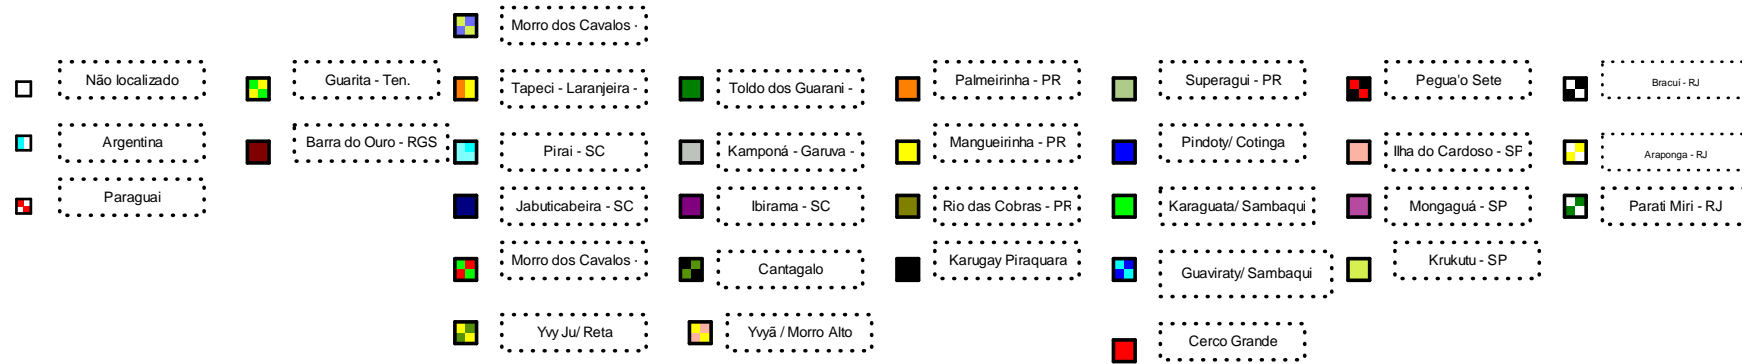 Morro dos Cavalos -
Não localizado
Guarita - Ten.
Tapeci - Laranjeira -
Toldo dos Guarani -
Palmeirinha - PR
Superagui - PR
Pegua'o Sete
Bracuí - RJ
Argentina
Barra do Ouro - RGS
Pirai - SC
Kamponá - Garuva -
Mangueirinha - PR
Pindoty/ Cotinga
Ilha do Cardoso - SP
Araponga - RJ
Paraguai
Jabuticabeira - SC
Ibirama - SC
Rio das Cobras - PR
Karaguata/ Sambaqui
Mongaguá - SP
Parati Miri - RJ
Morro dos Cavalos -
Cantagalo
Karugay Piraquara
Guaviraty/ Sambaqui
Krukutu - SP
Yvy Ju/ Reta
Yvyã / Morro Alto
Cerco Grande